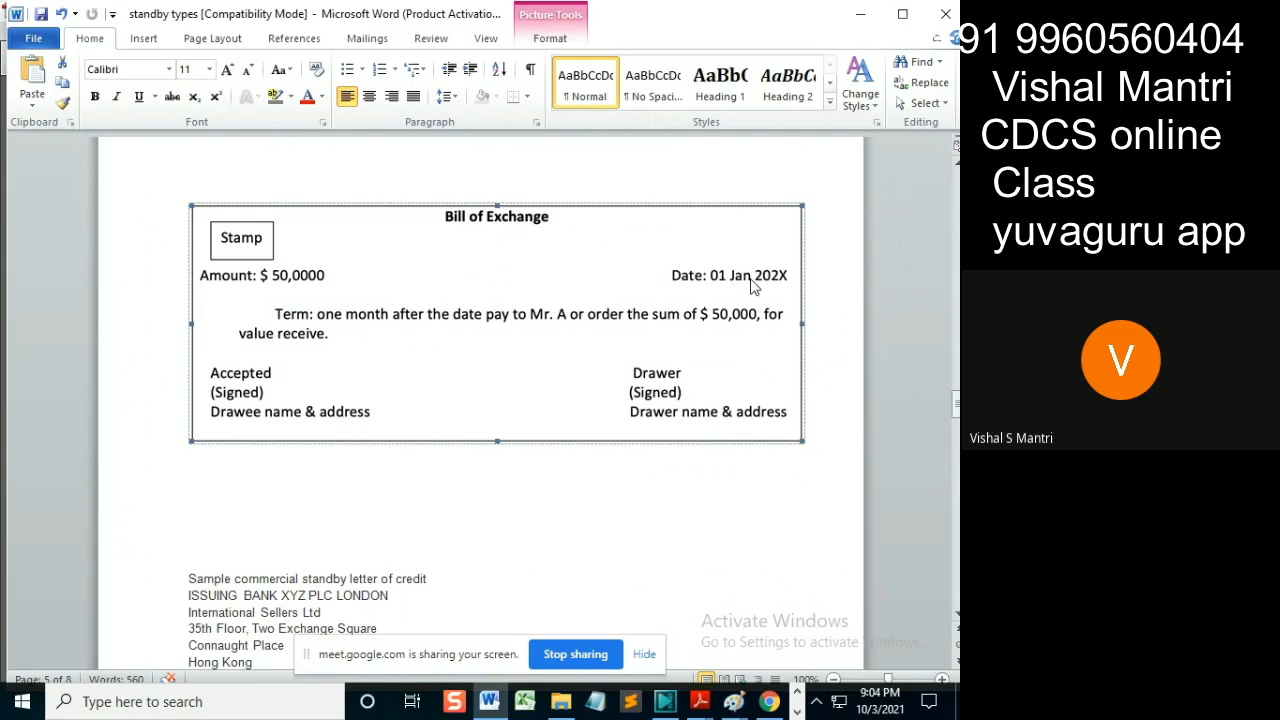 standby types [Compatibility Mode] - Microsoft Word (Product Activatio...
Picture Tools
File Home Insert Page Layout References Mailings Review View Format
Calibri 11
Paste
Clipboard Font Paragraph Styles Editing
AaBbCcDc AaBbCcDc AaBbC AaBbCc
¶ Normal ¶ No Spaci... Heading 1 Heading 2
Change Styles
Find
Replace
Select
Bill of Exchange
Stamp
Amount: $ 50,0000 Date: 01 Jan 202X
Term: one month after the date pay to Mr. A or order the sum of $ 50,000, for
value receive.
Accepted Drawer
(Signed) (Signed)
Drawee name & address Drawer name & address
Sample commercial standby letter of credit
ISSUING BANK XYZ PLC LONDON
International Sellers Ltd
35th Floor, Two Exchange Square
Connaught Place
Hong Kong
Activate Windows
Go to Settings to activate Windows.
meet.google.com is sharing your screen. Stop sharing Hide
Page: 5 of 8 Words: 560 100%
Type here to search
9:04 PM
10/3/2021
91 9960560404
Vishal Mantri
CDCS online
Class
yuvaguru app
V
Vishal S Mantri